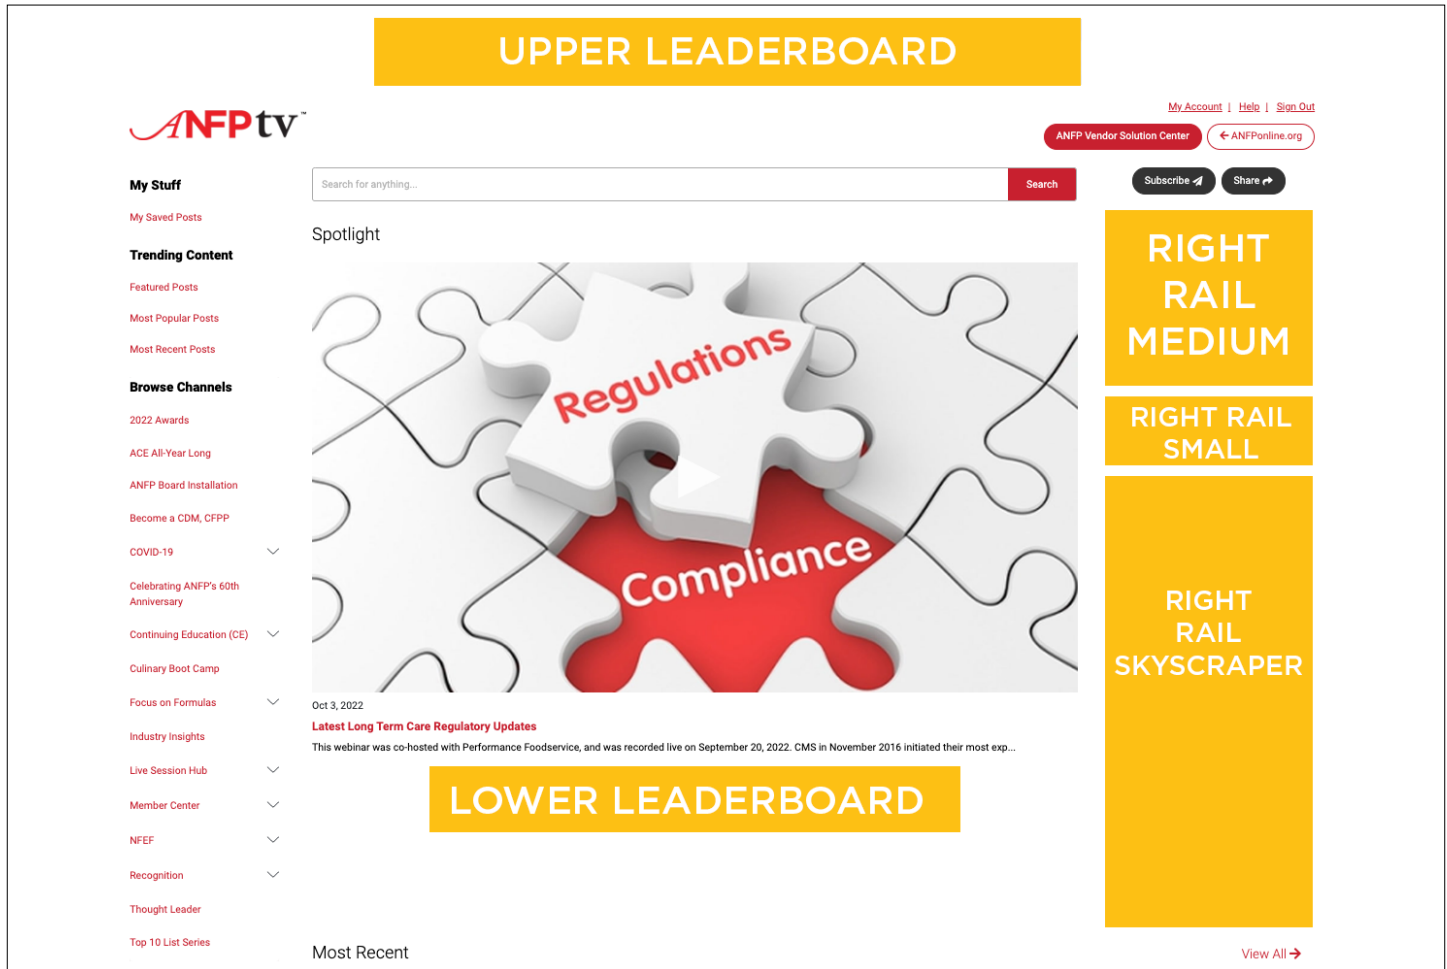 UPPER LEADERBOARD
ANFPtv™
My Account | Help | Sign Out
ANFP Vendor Solution Center
ANFPonline.org
My Stuff
My Saved Posts
Trending Content
Featured Posts
Most Popular Posts
Most Recent Posts
Browse Channels
2022 Awards
ACE All-Year Long
ANFP Board Installation
Become a CDM, CFPP
COVID-19
Celebrating ANFP's 60th
Anniversary
Continuing Education (CE)
Culinary Boot Camp
Focus on Formulas
Industry Insights
Live Session Hub
Member Center
NFEF
Recognition
Thought Leader
Top 10 List Series
Search for anything...
Search
Spotlight
Regulations
Compliance
Oct 3, 2022
Latest Long Term Care Regulatory Updates
This webinar was co-hosted with Performance Foodservice, and was recorded live on September 20, 2022. CMS in November 2016 initiated their most exp...
LOWER LEADERBOARD
Most Recent
View All
Subscribe
Share
RIGHT
RAIL
MEDIUM
RIGHT RAIL
SMALL
RIGHT
RAIL
SKYSCRAPER